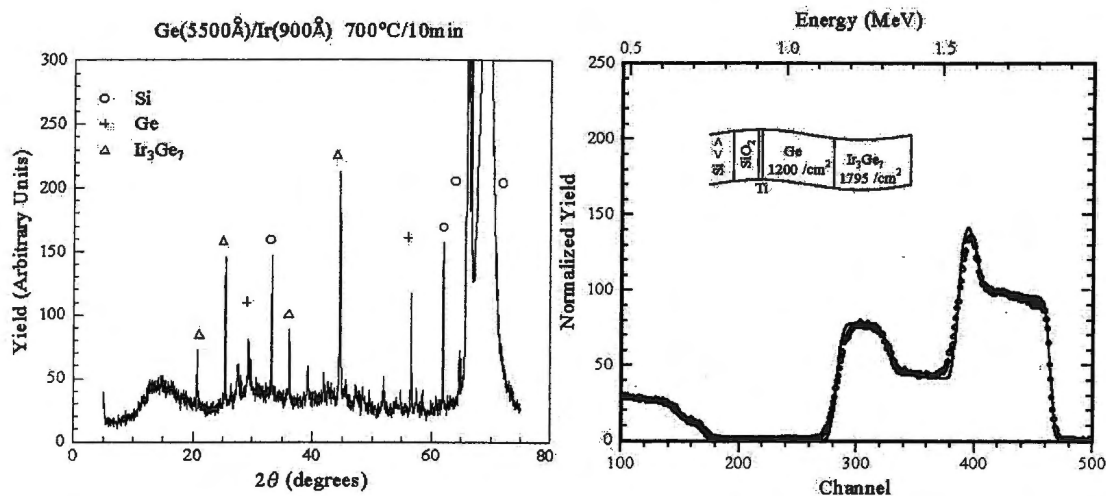 Ge(5500Å)/Ir(900Å) 700°C/10min
300
250
200
150
100
50
0
Yield (Arbitrary Units)
○ Si
+ Ge
△ Ir₃Ge₇
0 20 40 60 80
2θ (degrees)
Energy (MeV)
0.5 1.0 1.5
250
200
150
100
50
0
Normalized Yield
<Si>
SiO₂
Ti
Ge
1200 /cm²
Ir₃Ge₇
1795 /cm²
100 200 300 400 500
Channel